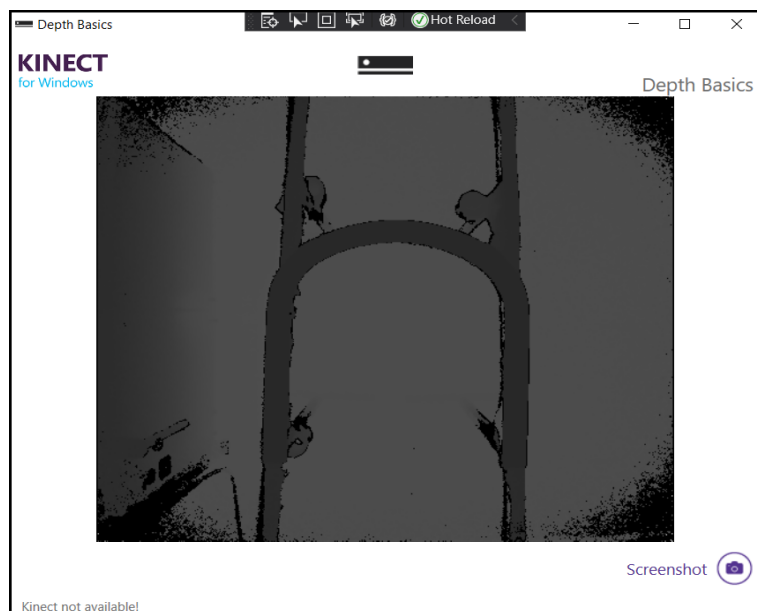 Depth Basics
Hot Reload
KINECT
for Windows
Depth Basics
Screenshot
Kinect not available!